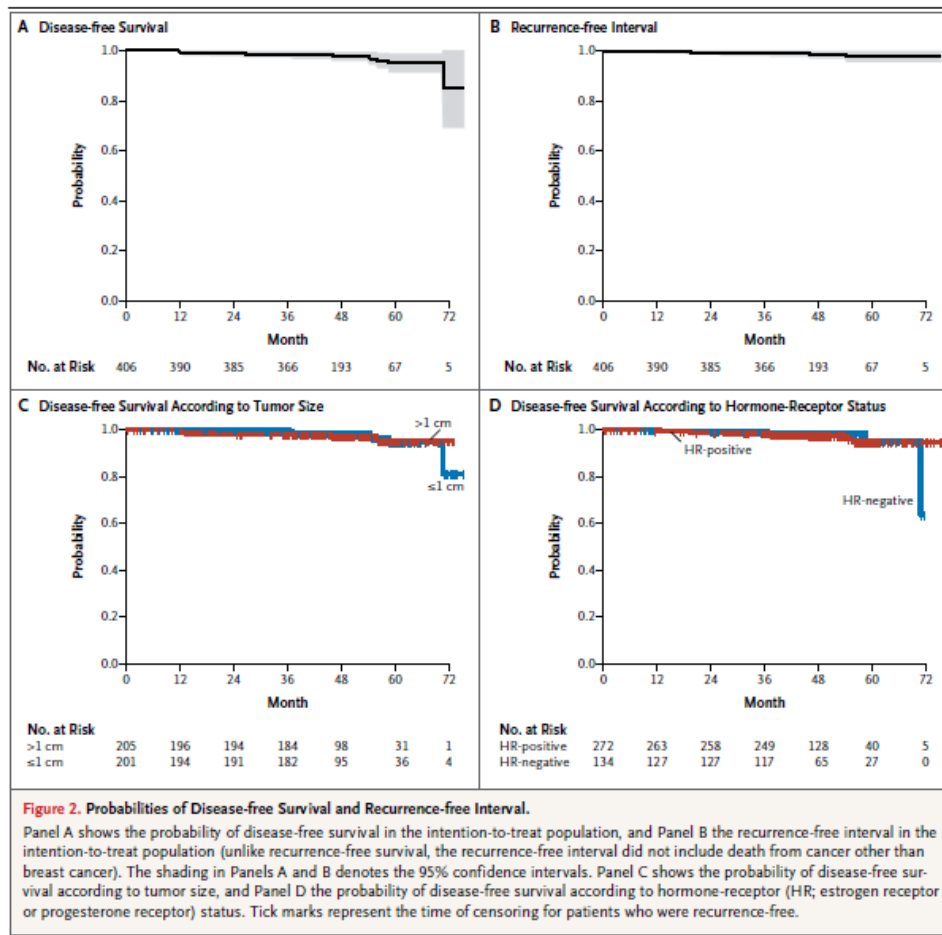 A Disease-free Survival
1.0
0.8
0.6
0.4
0.2
0.0
Probability
0 12 24 36 48 60 72
Month
No. at Risk 406 390 385 366 193 67 5
B Recurrence-free Interval
1.0
0.8
0.6
0.4
0.2
0.0
Probability
0 12 24 36 48 60 72
Month
No. at Risk 406 390 385 366 193 67 5
C Disease-free Survival According to Tumor Size
1.0
0.8
0.6
0.4
0.2
0.0
Probability
>1 cm
≤1 cm
0 12 24 36 48 60 72
Month
No. at Risk
>1 cm 205 196 194 184 98 31 1
≤1 cm 201 194 191 182 95 36 4
D Disease-free Survival According to Hormone-Receptor Status
1.0
0.8
0.6
0.4
0.2
0.0
Probability
HR-positive
HR-negative
0 12 24 36 48 60 72
Month
No. at Risk
HR-positive 272 263 258 249 128 40 5
HR-negative 134 127 127 117 65 27 0
Figure 2. Probabilities of Disease-free Survival and Recurrence-free Interval.
Panel A shows the probability of disease-free survival in the intention-to-treat population, and Panel B the recurrence-free interval in the
intention-to-treat population (unlike recurrence-free survival, the recurrence-free interval did not include death from cancer other than
breast cancer). The shading in Panels A and B denotes the 95% confidence intervals. Panel C shows the probability of disease-free sur-
vival according to tumor size, and Panel D the probability of disease-free survival according to hormone-receptor (HR; estrogen receptor
or progesterone receptor) status. Tick marks represent the time of censoring for patients who were recurrence-free.